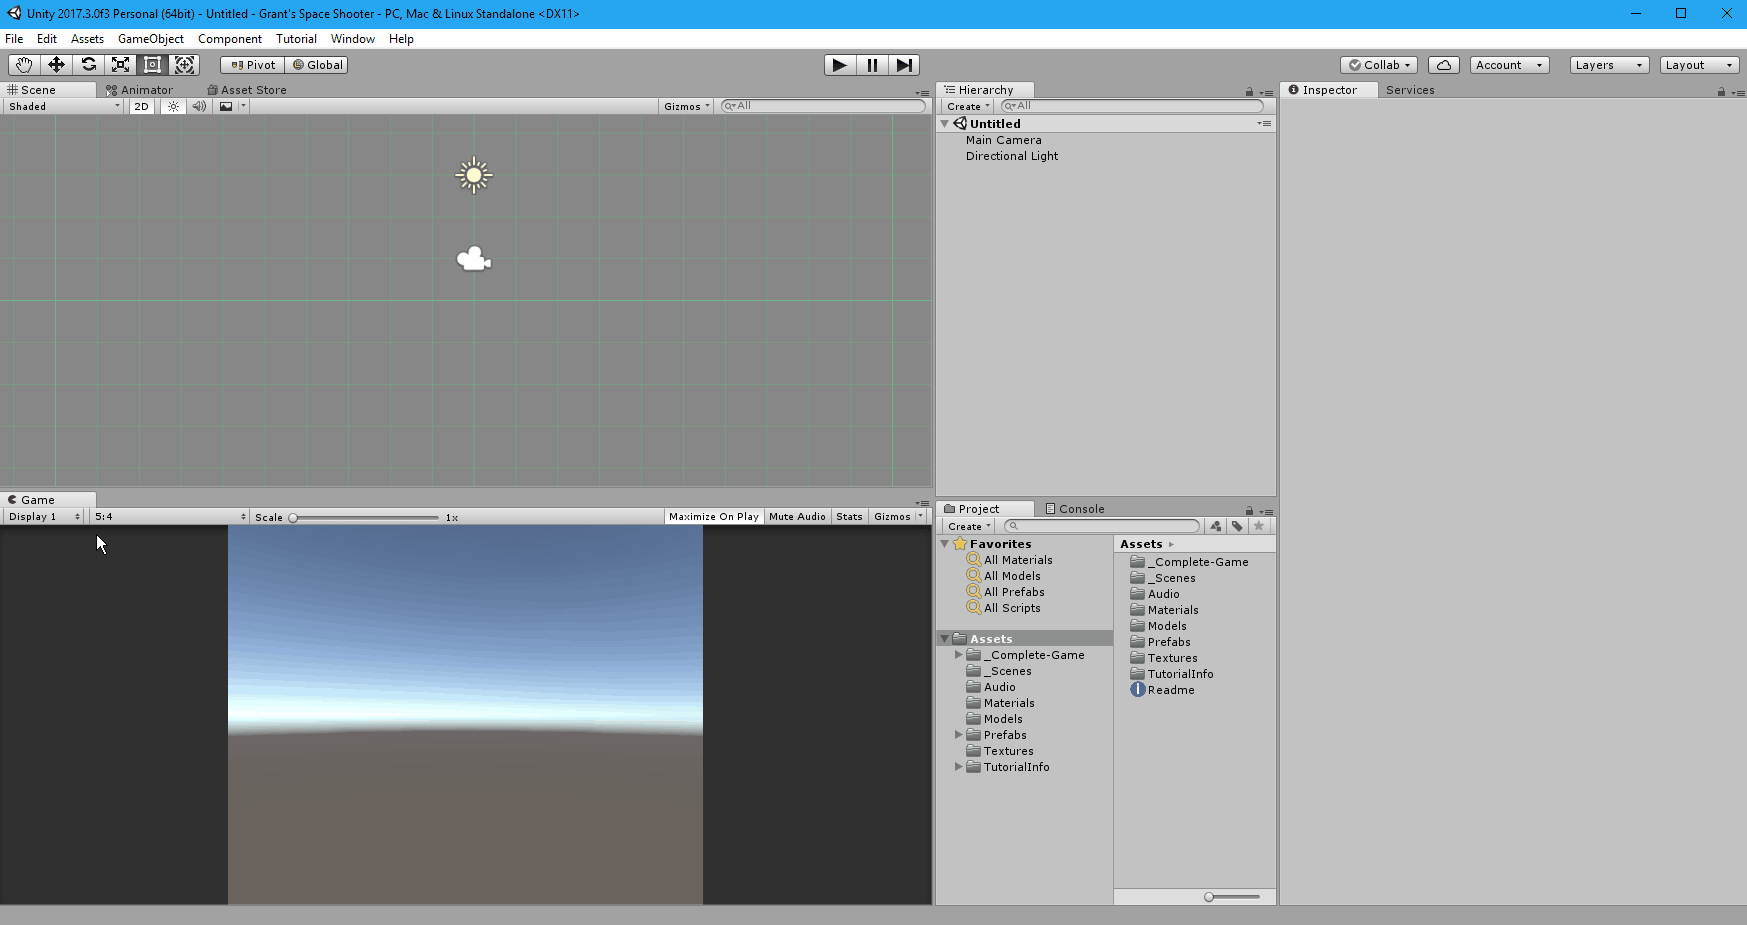 Unity 2017.3.0f3 Personal (64bit) - Untitled - Grant's Space Shooter - PC, Mac & Linux Standalone <DX11>
File Edit Assets GameObject Component Tutorial Window Help
Pivot Global Collab Account Layers Layout
Scene Animator Asset Store
Shaded 2D Gizmos All
Hierarchy
Create All
Untitled
Main Camera
Directional Light
Inspector Services
Game
Display 1 5:4 Scale 1x Maximize On Play Mute Audio Stats Gizmos
Project Console
Create
Favorites
All Materials
All Models
All Prefabs
All Scripts
Assets
_Complete-Game
_Scenes
Audio
Materials
Models
Prefabs
Textures
TutorialInfo
Assets
_Complete-Game
_Scenes
Audio
Materials
Models
Prefabs
Textures
TutorialInfo
Readme